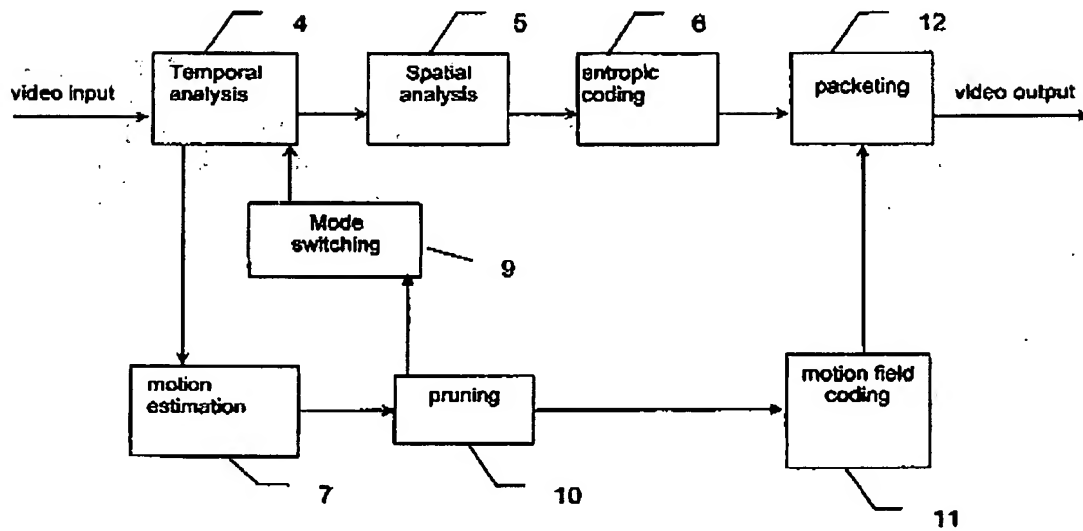 4
5
6
12
Temporal
analysis
Spatial
analysis
entropic
coding
packeting
video input
video output
Mode
switching
9
motion
estimation
pruning
motion field
coding
7
10
11